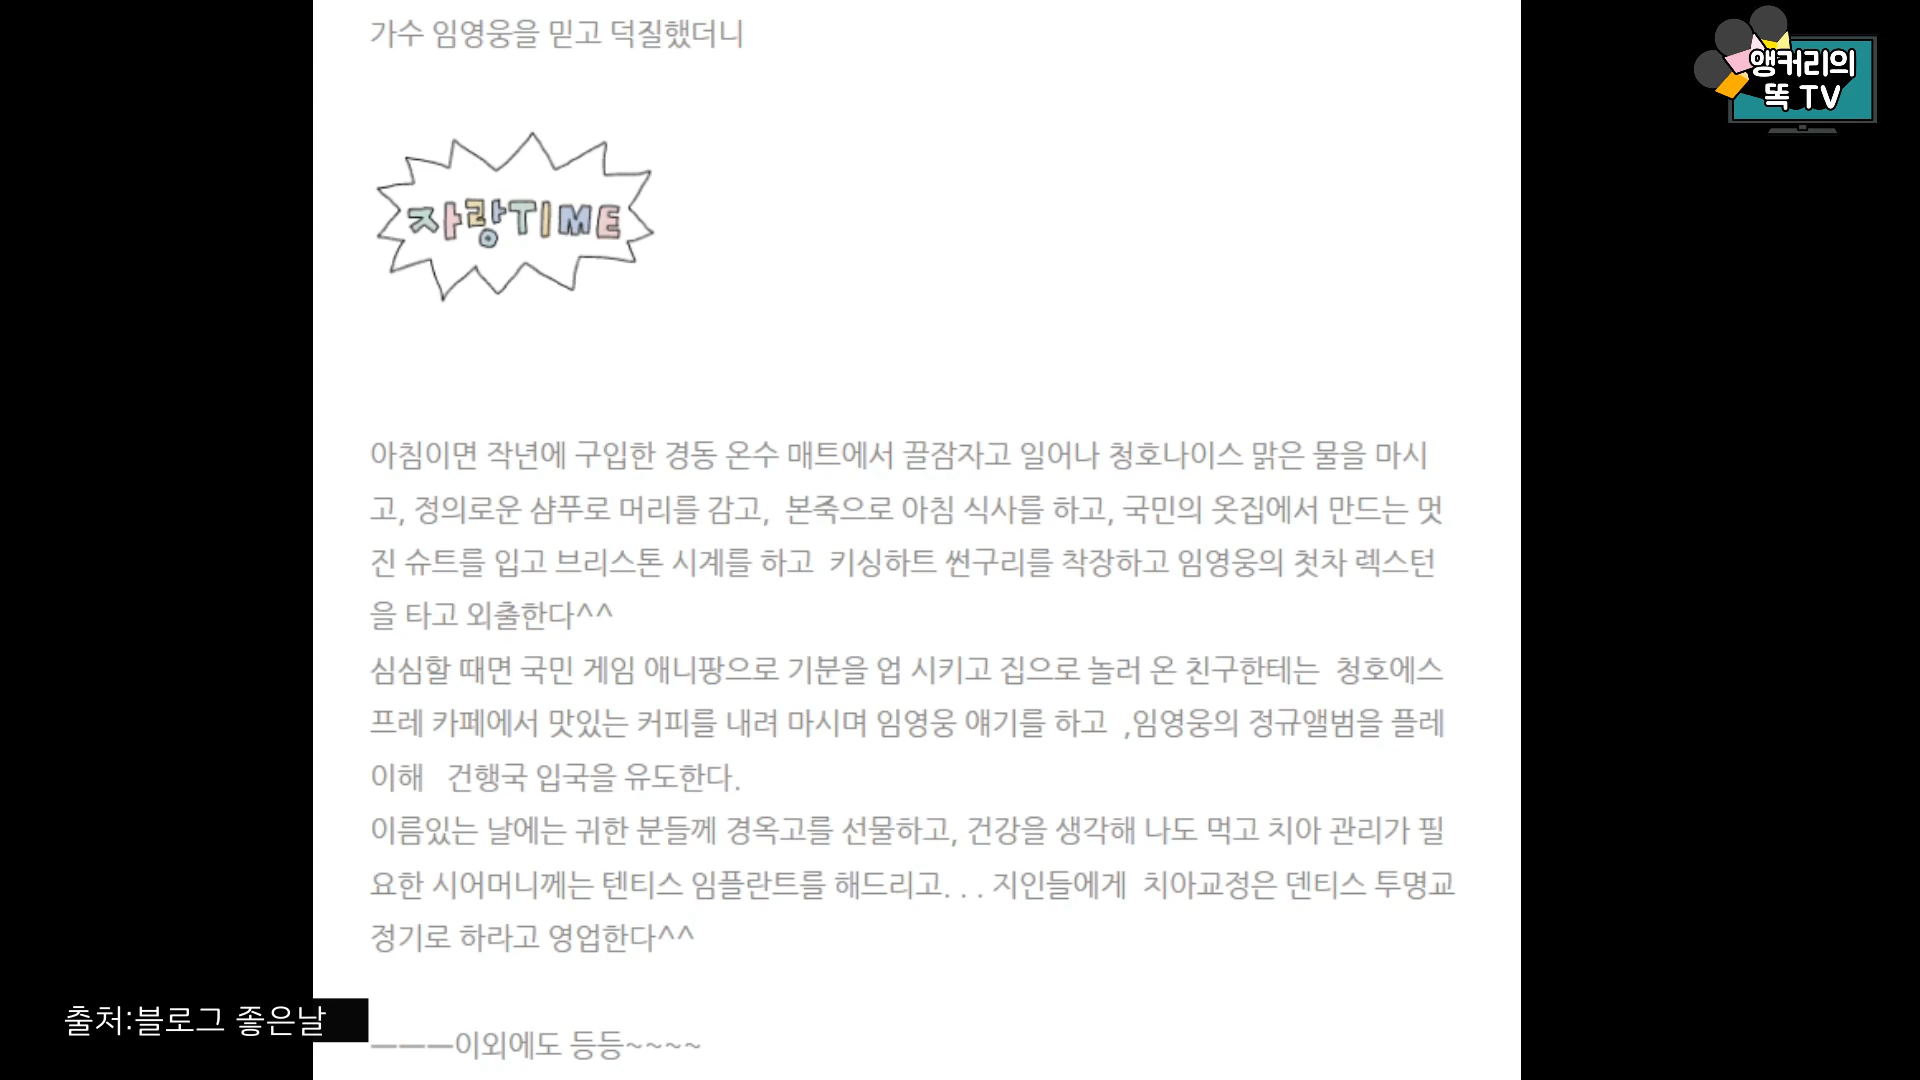 가수 임영웅을 믿고 덕질했더니
앵커리의
똑 TV
자랑TIME
아침이면 작년에 구입한 경동 온수 매트에서 끌잠자고 일어나 청호나이스 맑은 물을 마시
고, 정의로운 샴푸로 머리를 감고,  본죽으로 아침 식사를 하고, 국민의 옷집에서 만드는 멋
진 슈트를 입고 브리스톤 시계를 하고  키싱하트 썬구리를 착장하고 임영웅의 첫차 렉스턴
을 타고 외출한다^^
심심할 때면 국민 게임 애니팡으로 기분을 업 시키고 집으로 놀러 온 친구한테는  청호에스
프레 카페에서 맛있는 커피를 내려 마시며 임영웅 얘기를 하고  ,임영웅의 정규앨범을 플레
이해   건행국 입국을 유도한다.
이름있는 날에는 귀한 분들께 경옥고를 선물하고, 건강을 생각해 나도 먹고 치아 관리가 필
요한 시어머니께는 텐티스 임플란트를 해드리고. . . 지인들에게  치아교정은 덴티스 투명교
정기로 하라고 영업한다^^
출처:블로그 좋은날
ㅡㅡㅡ이외에도 등등~~~~